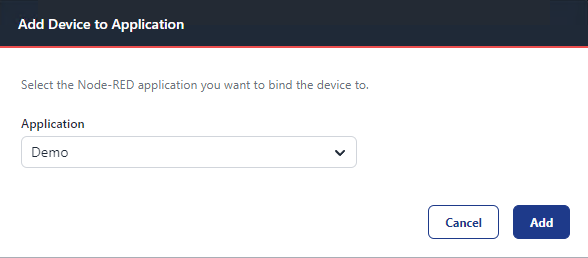 Add Device to Application
Select the Node-RED application you want to bind the device to.
Application
Demo
Cancel
Add